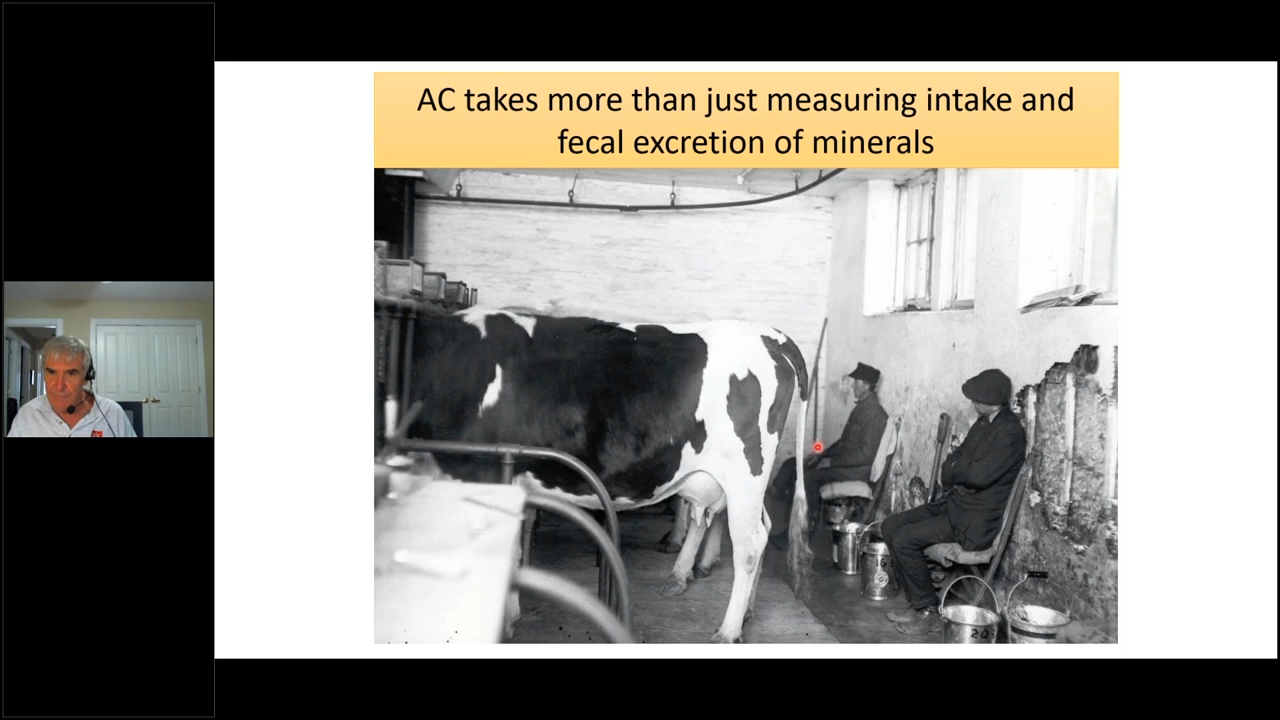 AC takes more than just measuring intake and
fecal excretion of minerals